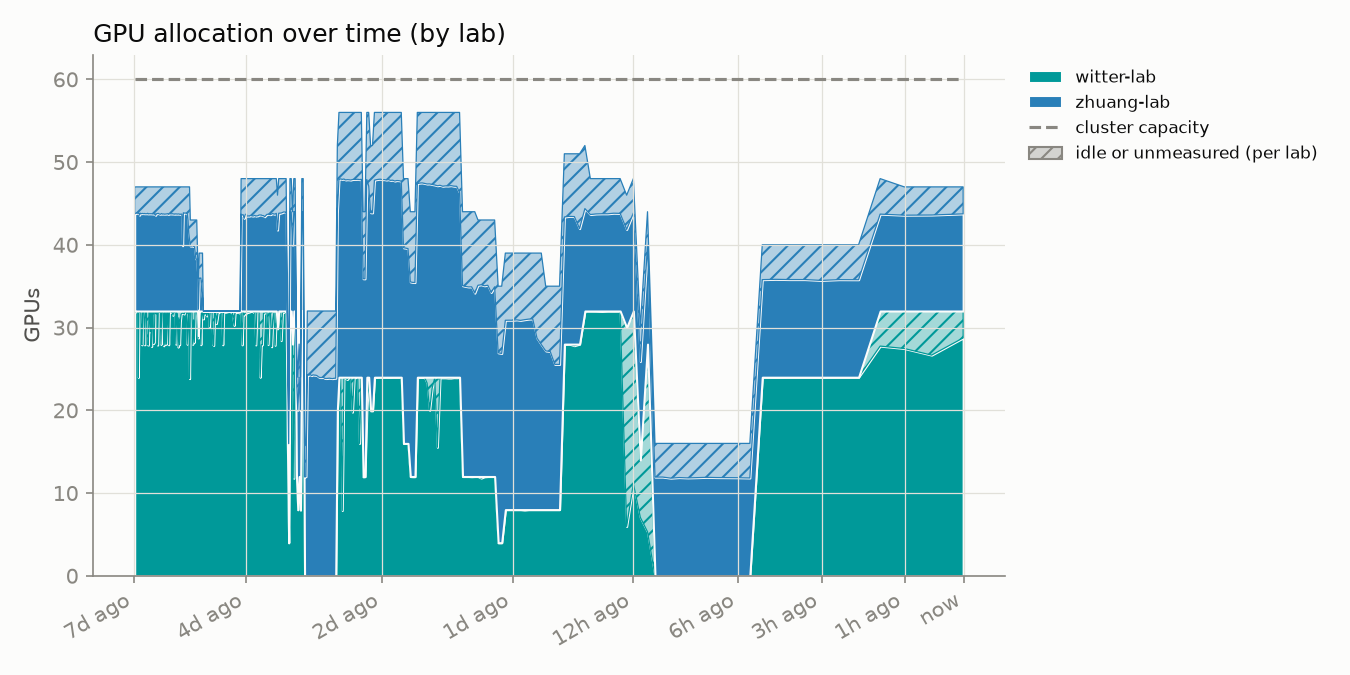 GPU allocation over time (by lab)
witter-lab
zhuang-lab
cluster capacity
idle or unmeasured (per lab)
GPUs
60
50
40
30
20
10
0
7d ago
4d ago
2d ago
1d ago
12h ago
6h ago
3h ago
1h ago
now